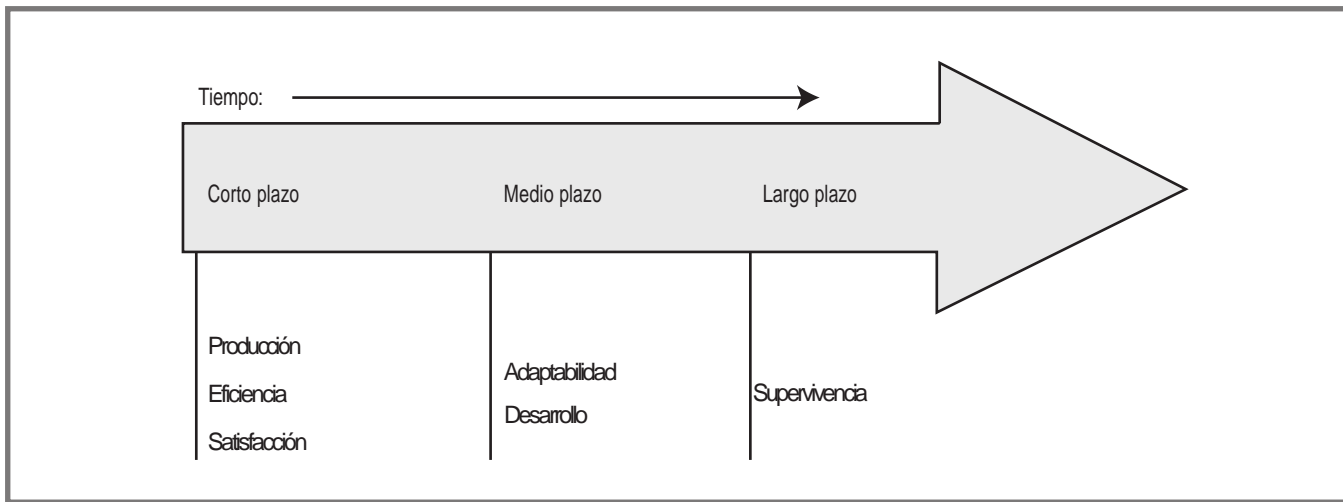 Tiempo:
Corto plazo
Medio plazo
Largo plazo
Producción
Eficiencia
Satisfacción
Adaptabilidad
Desarrollo
Supervivencia